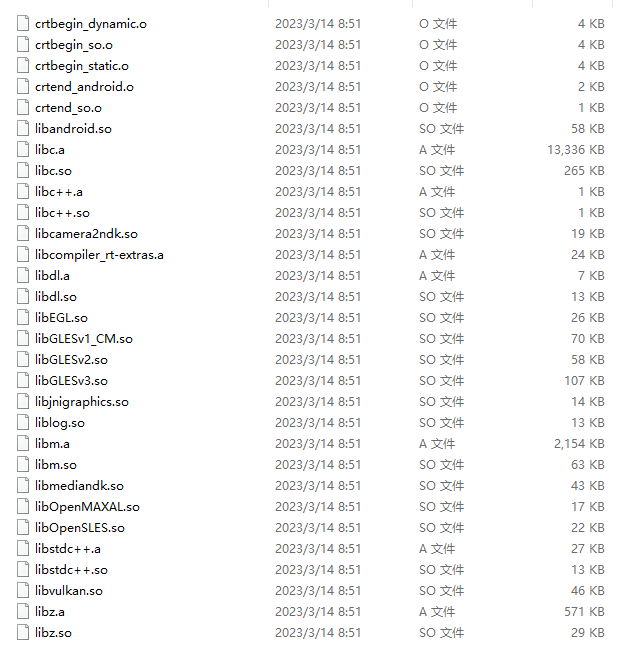 crtbegin_dynamic.o 2023/3/14 8:51 O 文件 4 KB
crtbegin_so.o 2023/3/14 8:51 O 文件 4 KB
crtbegin_static.o 2023/3/14 8:51 O 文件 4 KB
crtend_android.o 2023/3/14 8:51 O 文件 2 KB
crtend_so.o 2023/3/14 8:51 O 文件 1 KB
libandroid.so 2023/3/14 8:51 SO 文件 58 KB
libc.a 2023/3/14 8:51 A 文件 13,336 KB
libc.so 2023/3/14 8:51 SO 文件 265 KB
libc++.a 2023/3/14 8:51 A 文件 1 KB
libc++.so 2023/3/14 8:51 SO 文件 1 KB
libcamera2ndk.so 2023/3/14 8:51 SO 文件 19 KB
libcompiler_rt-extras.a 2023/3/14 8:51 A 文件 24 KB
libdl.a 2023/3/14 8:51 A 文件 7 KB
libdl.so 2023/3/14 8:51 SO 文件 13 KB
libEGL.so 2023/3/14 8:51 SO 文件 26 KB
libGLESv1_CM.so 2023/3/14 8:51 SO 文件 70 KB
libGLESv2.so 2023/3/14 8:51 SO 文件 58 KB
libGLESv3.so 2023/3/14 8:51 SO 文件 107 KB
libjnigraphics.so 2023/3/14 8:51 SO 文件 14 KB
liblog.so 2023/3/14 8:51 SO 文件 13 KB
libm.a 2023/3/14 8:51 A 文件 2,154 KB
libm.so 2023/3/14 8:51 SO 文件 63 KB
libmediandk.so 2023/3/14 8:51 SO 文件 43 KB
libOpenMAXAL.so 2023/3/14 8:51 SO 文件 17 KB
libOpenSLES.so 2023/3/14 8:51 SO 文件 22 KB
libstdc++.a 2023/3/14 8:51 A 文件 27 KB
libstdc++.so 2023/3/14 8:51 SO 文件 13 KB
libvulkan.so 2023/3/14 8:51 SO 文件 46 KB
libz.a 2023/3/14 8:51 A 文件 571 KB
libz.so 2023/3/14 8:51 SO 文件 29 KB